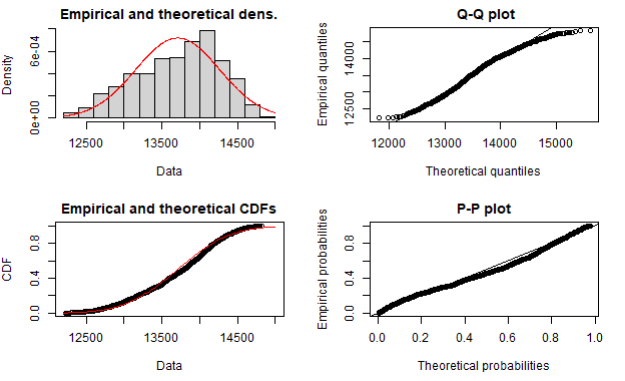 Empirical and theoretical dens.
Density
0e+00 6e-04
12500 13500 14500
Data
Q-Q plot
Empirical quantiles
12500 14000
12000 13000 14000 15000
Theoretical quantiles
Empirical and theoretical CDFs
CDF
0.0 0.4 0.8
12500 13500 14500
Data
P-P plot
Empirical probabilities
0.0 0.4 0.8
0.0 0.2 0.4 0.6 0.8 1.0
Theoretical probabilities